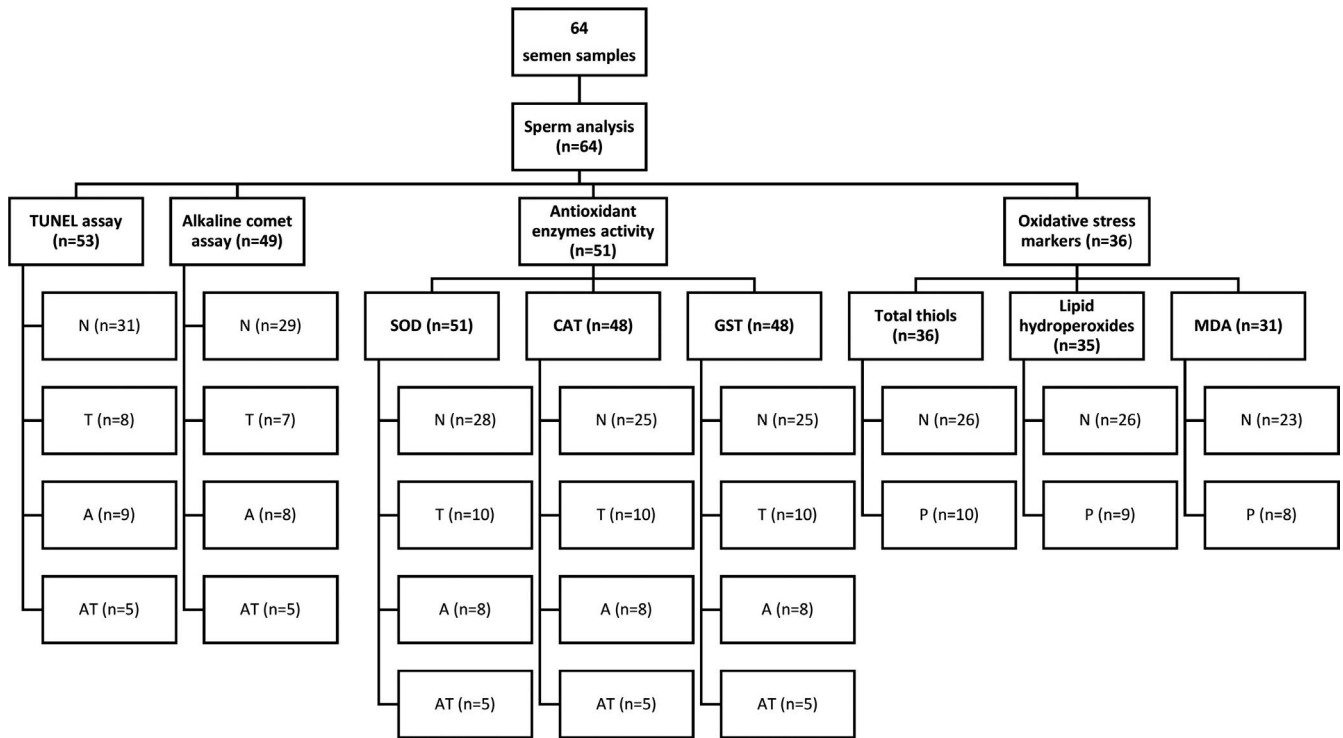 64
semen samples
Sperm analysis
(n=64)
TUNEL assay
(n=53)
Alkaline comet
assay (n=49)
Antioxidant
enzymes activity
(n=51)
Oxidative stress
markers (n=36)
N (n=31)
T (n=8)
A (n=9)
AT (n=5)
N (n=29)
T (n=7)
A (n=8)
AT (n=5)
SOD (n=51)
CAT (n=48)
GST (n=48)
N (n=28)
T (n=10)
A (n=8)
AT (n=5)
N (n=25)
T (n=10)
A (n=8)
AT (n=5)
N (n=25)
T (n=10)
A (n=8)
AT (n=5)
Total thiols
(n=36)
Lipid
hydroperoxides
(n=35)
MDA (n=31)
N (n=26)
P (n=10)
N (n=26)
P (n=9)
N (n=23)
P (n=8)